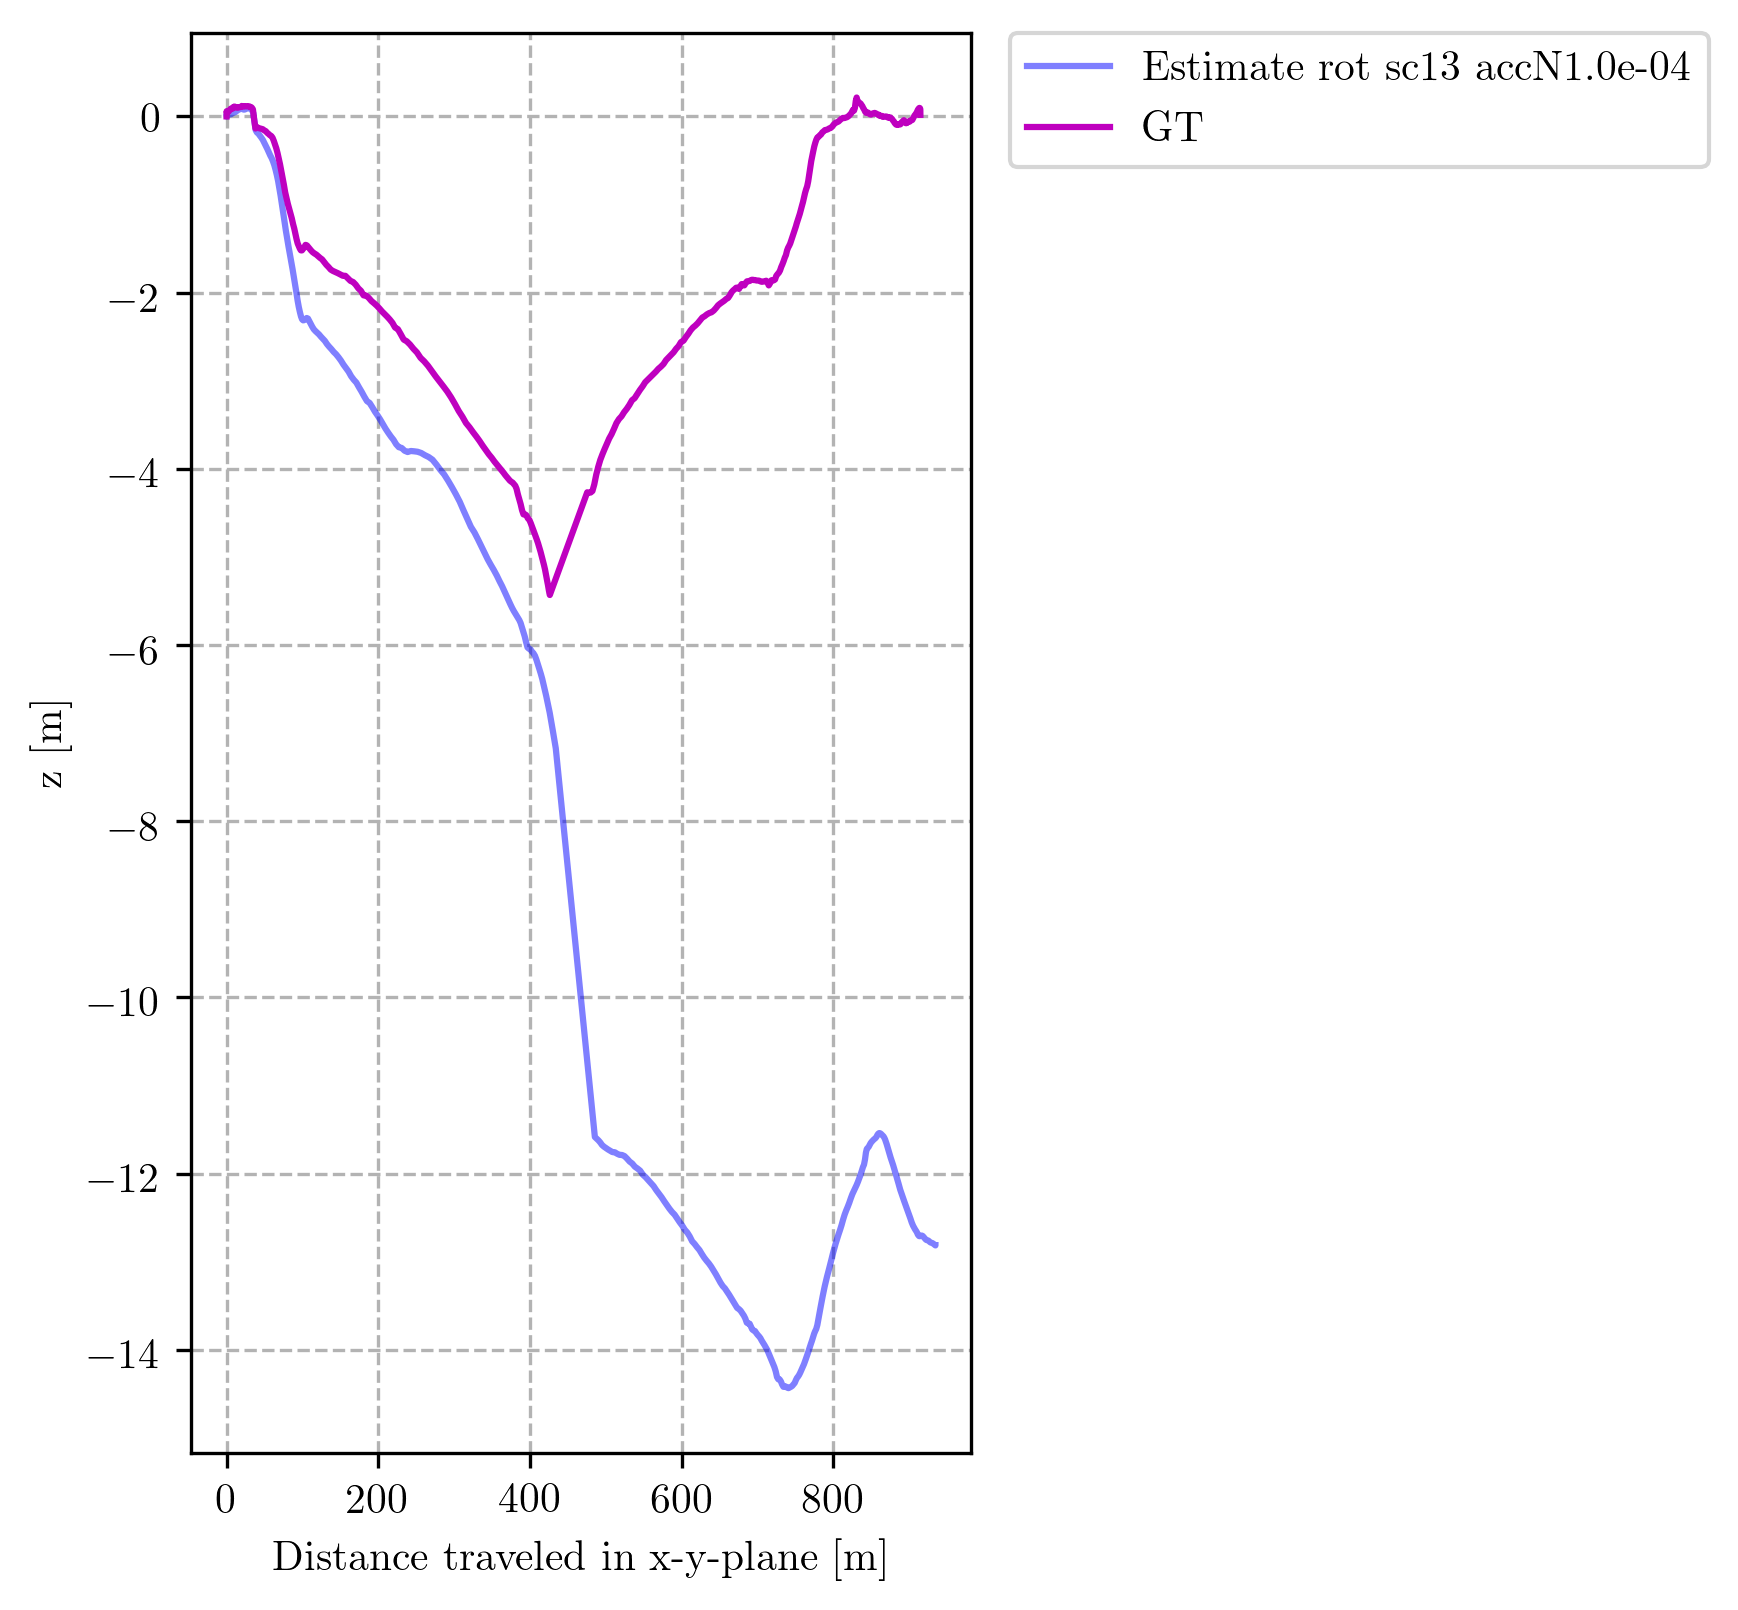 Estimate rot sc13 accN1.0e-04
GT
0
−2
−4
−6
−8
−10
−12
−14
z [m]
0 200 400 600 800
Distance traveled in x-y-plane [m]